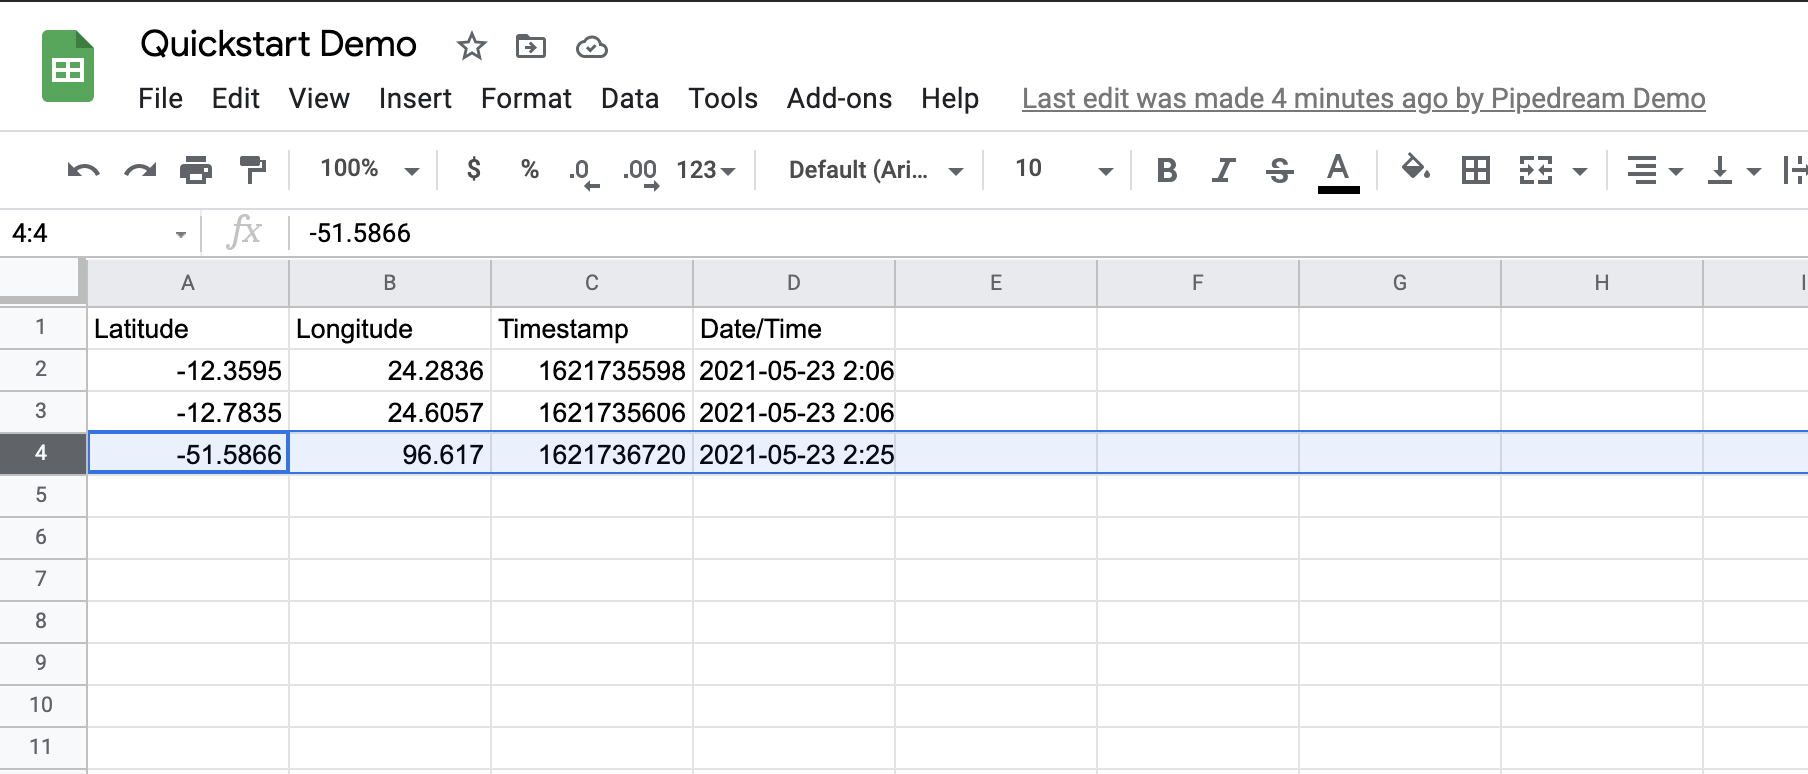 Quickstart Demo
File Edit View Insert Format Data Tools Add-ons Help Last edit was made 4 minutes ago by Pipedream Demo
100% $ % .0 .00 123 Default (Ari... 10 B I S A
4:4 fx -51.5866
A B C D E F G H I
1 Latitude Longitude Timestamp Date/Time
2 -12.3595 24.2836 1621735598 2021-05-23 2:06
3 -12.7835 24.6057 1621735606 2021-05-23 2:06
4 -51.5866 96.617 1621736720 2021-05-23 2:25
5
6
7
8
9
10
11